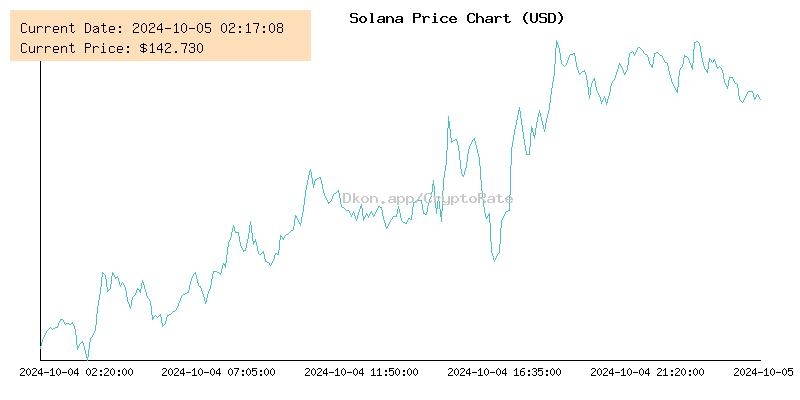 Solana Price Chart (USD)
Current Date: 2024-10-05 02:17:08
Current Price: $142.730
Dkon.app/CryptoRate
2024-10-04 02:20:00 2024-10-04 07:05:00 2024-10-04 11:50:00 2024-10-04 16:35:00 2024-10-04 21:20:00 2024-10-05